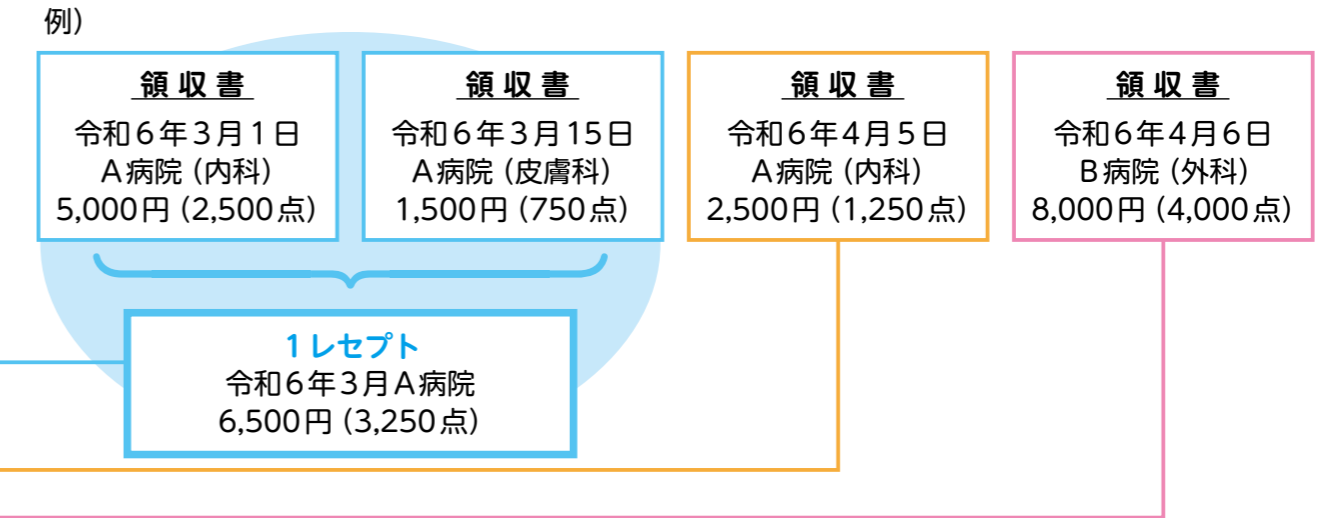 例)
領収書
令和6年3月1日
A病院(内科)
5,000円(2,500点)
領収書
令和6年3月15日
A病院(皮膚科)
1,500円(750点)
領収書
令和6年4月5日
A病院(内科)
2,500円(1,250点)
領収書
令和6年4月6日
B病院(外科)
8,000円(4,000点)
1レセプト
令和6年3月A病院
6,500円(3,250点)